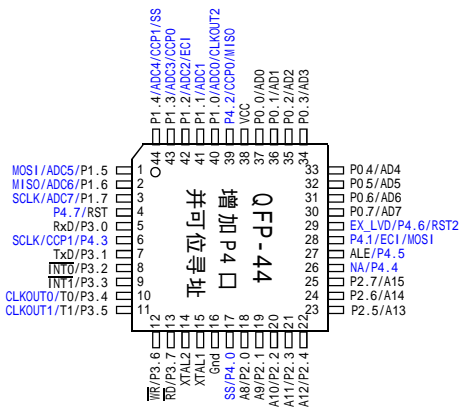 P1.4/ADC4/CCP1/SS
P1.3/ADC3/CCP0
P1.2/ADC2/ECI
P1.1/ADC1
P1.0/ADC0/CLKOUT2
P4.2/CCP0/MISO
VCC
P0.0/AD0
P0.1/AD1
P0.2/AD2
P0.3/AD3
44 43 42 41 40 39 38 37 36 35 34
MOSI/ADC5/P1.5 1
MISO/ADC6/P1.6 2
SCLK/ADC7/P1.7 3
P4.7/RST 4
RxD/P3.0 5
SCLK/CCP1/P4.3 6
TxD/P3.1 7
INT0/P3.2 8
INT1/P3.3 9
CLKOUT0/T0/P3.4 10
CLKOUT1/T1/P3.5 11
QFP-44
增加P4口
并可位寻址
33 P0.4/AD4
32 P0.5/AD5
31 P0.6/AD6
30 P0.7/AD7
29 EX_LVD/P4.6/RST2
28 P4.1/ECI/MOSI
27 ALE/P4.5
26 NA/P4.4
25 P2.7/A15
24 P2.6/A14
23 P2.5/A13
12 13 14 15 16 17 18 19 20 21 22
WR/P3.6
RD/P3.7
XTAL2
XTAL1
Gnd
SS/P4.0
A8/P2.0
A9/P2.1
A10/P2.2
A11/P2.3
A12/P2.4